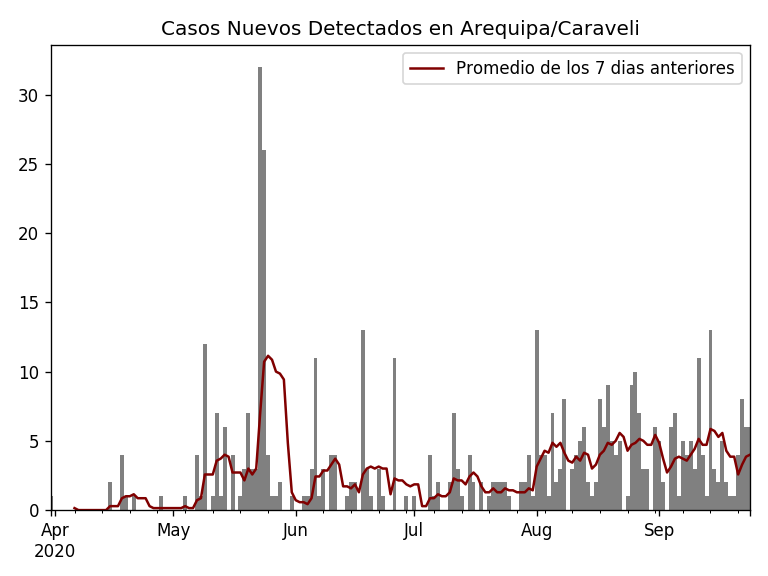 Casos Nuevos Detectados en Arequipa/Caraveli
Promedio de los 7 dias anteriores
30
25
20
15
10
5
0
Apr May Jun Jul Aug Sep
2020